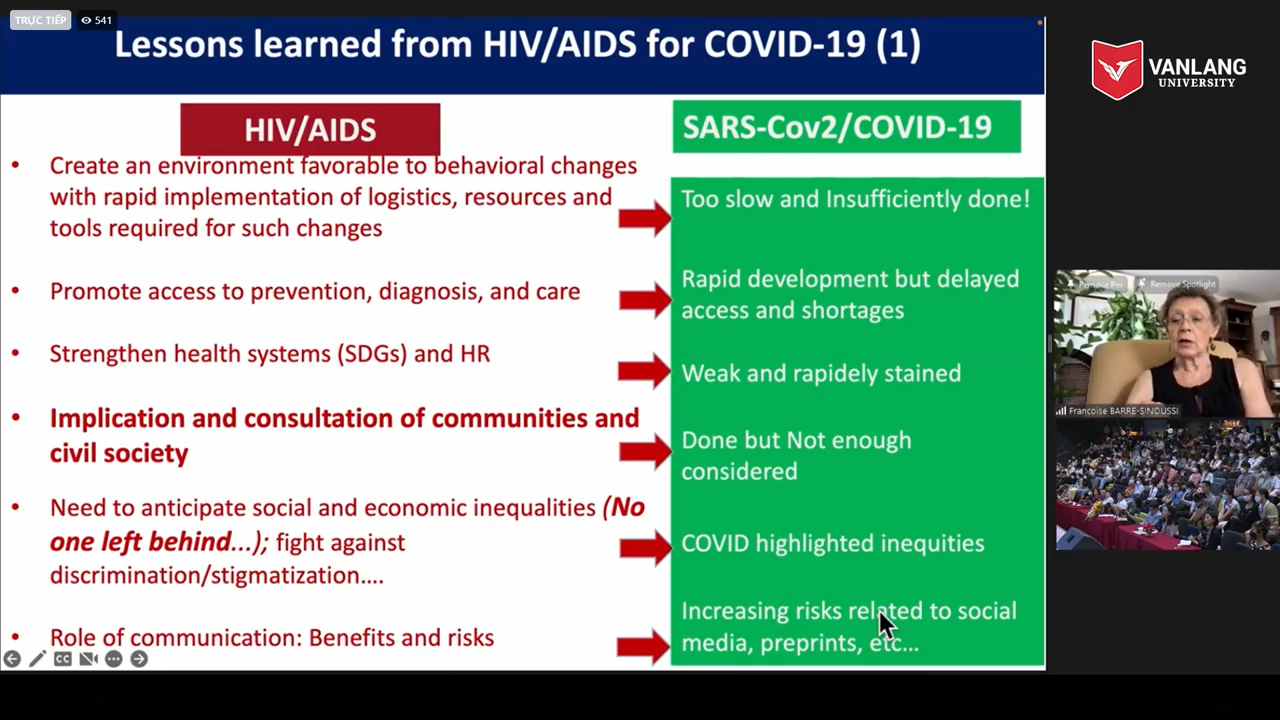 TRỰC TIẾP
541
Lessons learned from HIV/AIDS for COVID-19 (1)
VANLANG
UNIVERSITY
HIV/AIDS
SARS-Cov2/COVID-19
Create an environment favorable to behavioral changes
with rapid implementation of logistics, resources and
tools required for such changes
Too slow and Insufficiently done!
Promote access to prevention, diagnosis, and care
Rapid development but delayed
access and shortages
Strengthen health systems (SDGs) and HR
Weak and rapidely stained
Implication and consultation of communities and
civil society
Done but Not enough
considered
Need to anticipate social and economic inequalities (No
one left behind...); fight against
discrimination/stigmatization....
COVID highlighted inequities
Role of communication: Benefits and risks
Increasing risks related to social
media, preprints, etc...
CC
Remove Pin
Remove Spotlight
Francoise BARRE-SINOUSSI